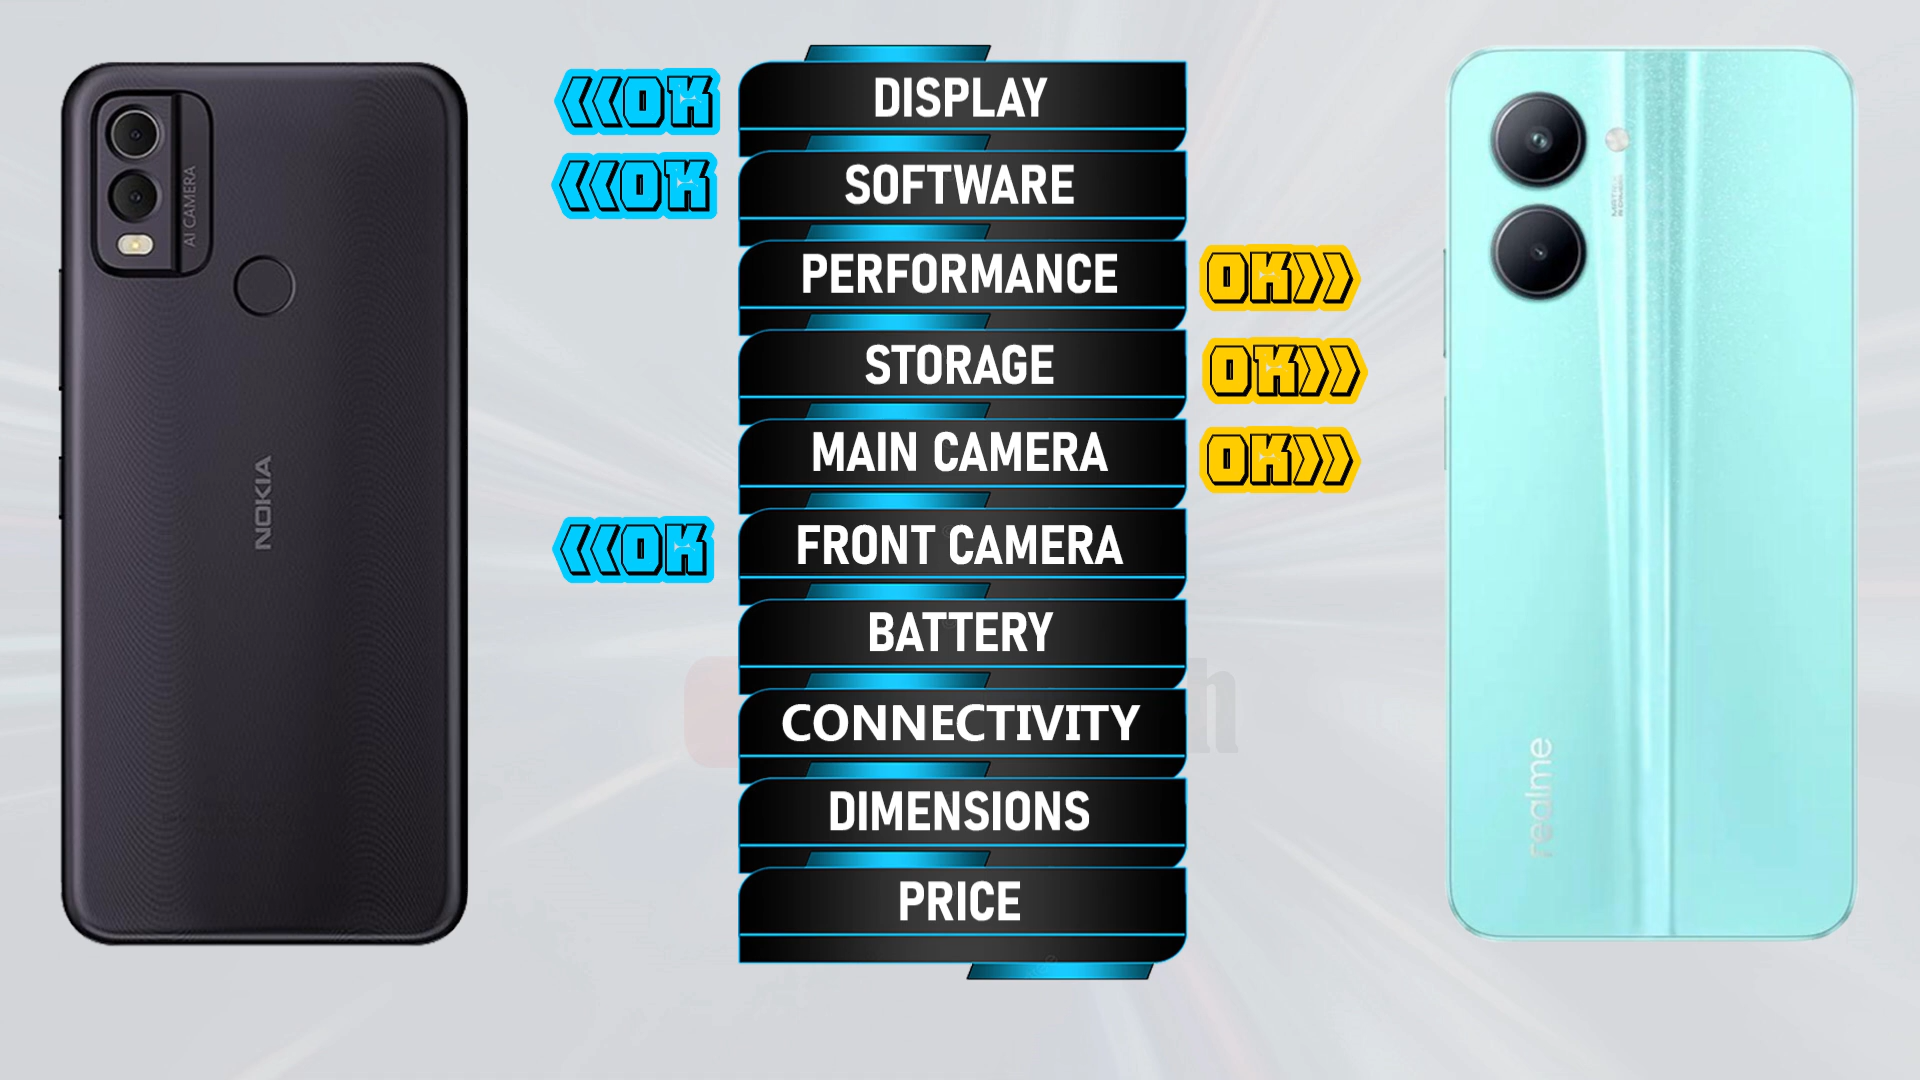 <<OK DISPLAY
<<OK SOFTWARE
PERFORMANCE OK>>
STORAGE OK>>
MAIN CAMERA OK>>
<<OK FRONT CAMERA
BATTERY
CONNECTIVITY
DIMENSIONS
PRICE
AI CAMERA
NOKIA
realme